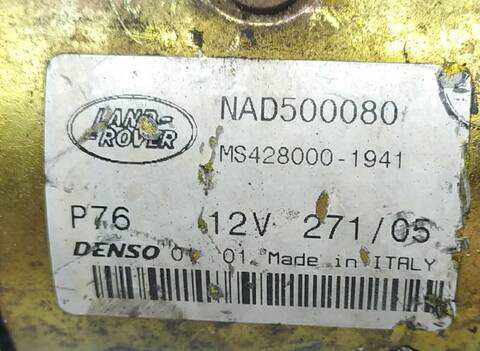 LAND-
ROVER
NAD500080
MS428000-1941
P76 12V 271/05
DENSO 01 Made in ITALY